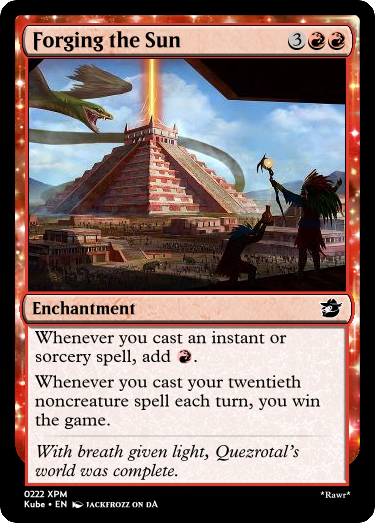 Forging the Sun 3
Enchantment
Whenever you cast an instant or
sorcery spell, add .
Whenever you cast your twentieth
noncreature spell each turn, you win
the game.
With breath given light, Quezrotal's
world was complete.
0222 XPM
Kube • EN JACKFROZZ ON DA
*Rawr*